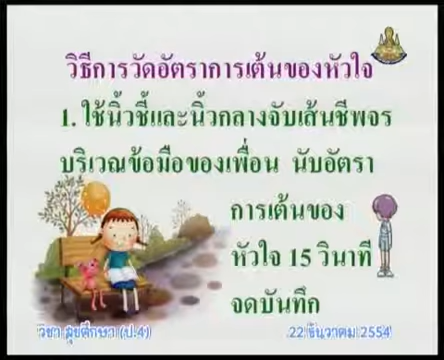 วิธีการวัดอัตราการเต้นของหัวใจ
1. ใช้นิ้วชี้และนิ้วกลางจับเส้นชีพจร
บริเวณข้อมือของเพื่อน นับอัตรา
การเต้นของ
หัวใจ 15 วินาที
จดบันทึก
วิชา สุขศึกษา (ป.4)
22 ธันวาคม 2554